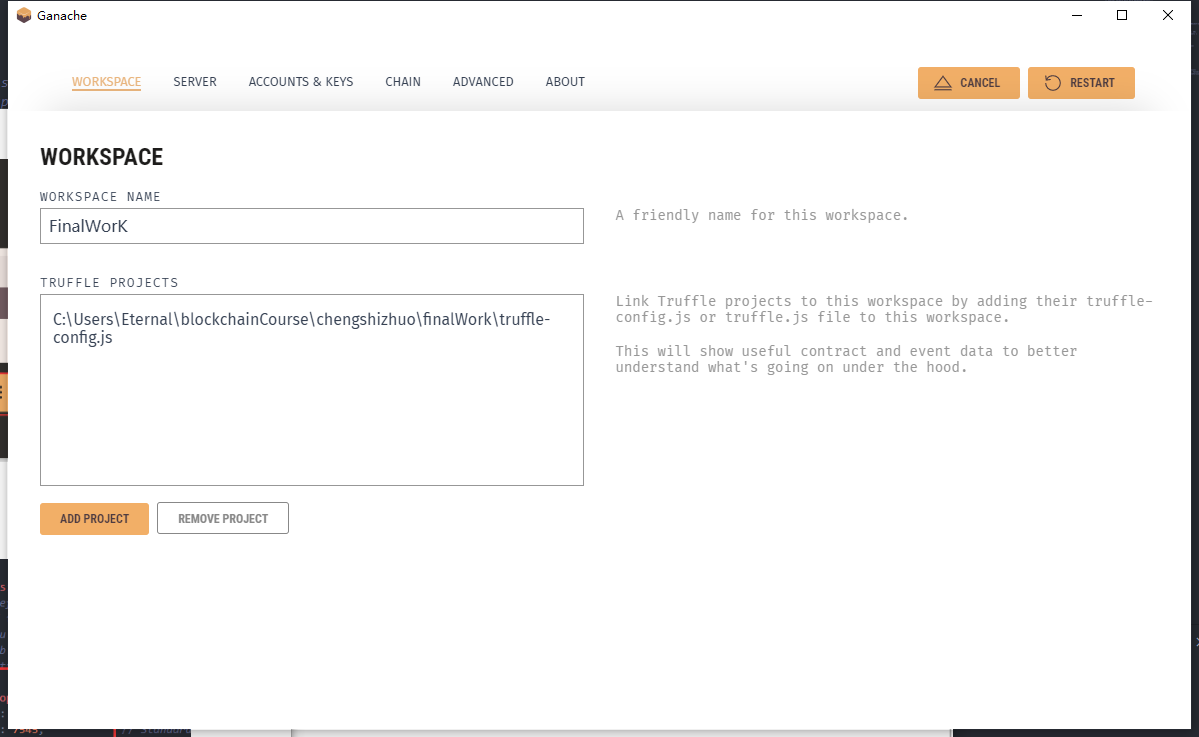 Ganache
WORKSPACE
SERVER
ACCOUNTS & KEYS
CHAIN
ADVANCED
ABOUT
CANCEL
RESTART
WORKSPACE
WORKSPACE NAME
FinalWorK
A friendly name for this workspace.
TRUFFLE PROJECTS
C:\Users\Eternal\blockchainCourse\chengshizhuo\finalWork\truffle-
config.js
Link Truffle projects to this workspace by adding their truffle-
config.js or truffle.js file to this workspace.
This will show useful contract and event data to better
understand what's going on under the hood.
ADD PROJECT
REMOVE PROJECT